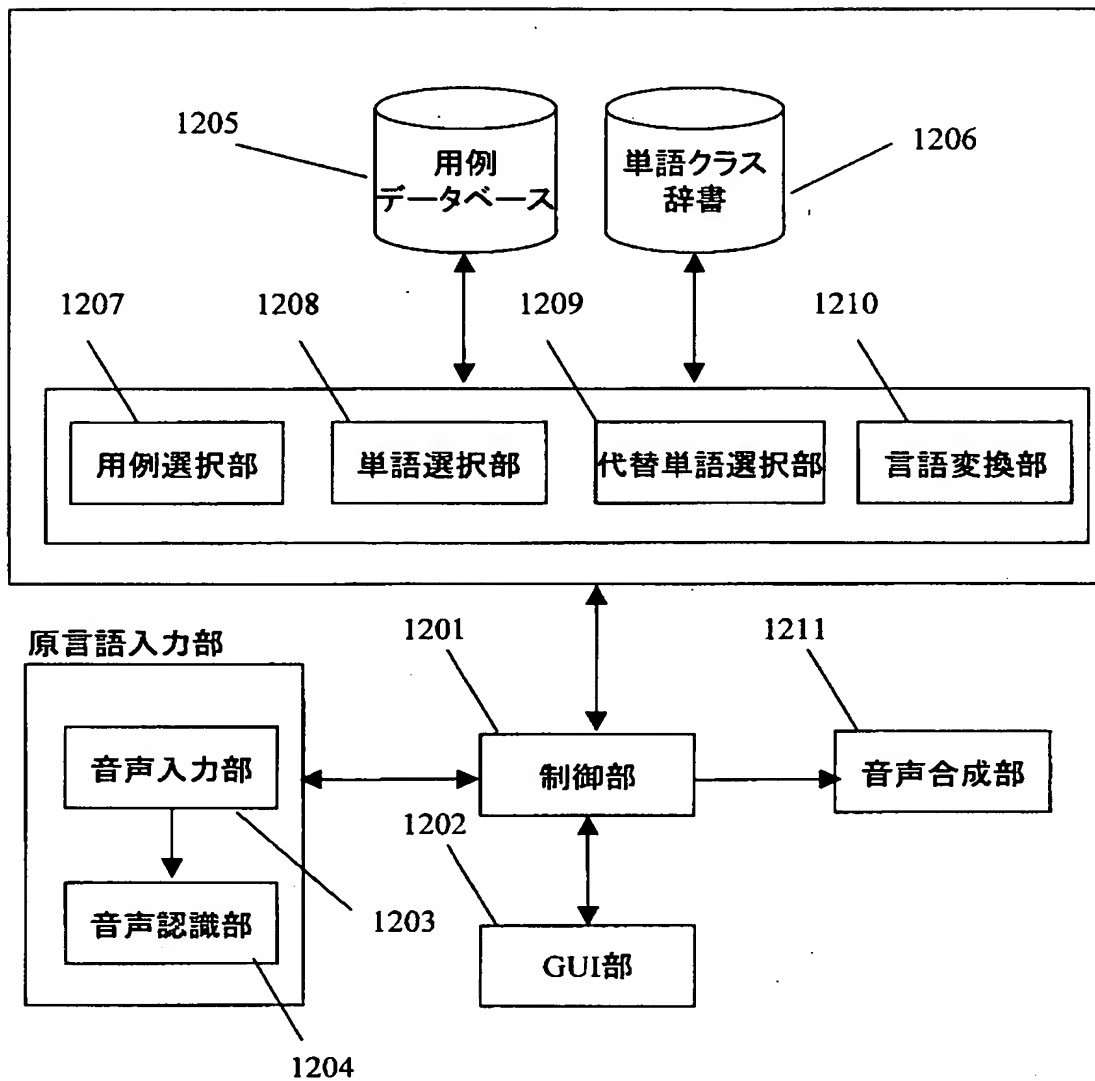 1205
用例
データベース
単語クラス
辞書
1206
1207
1208
1209
1210
用例選択部
単語選択部
代替単語選択部
言語変換部
原言語入力部
1201
1211
音声入力部
制御部
音声合成部
1202
音声認識部
1203
GUI部
1204